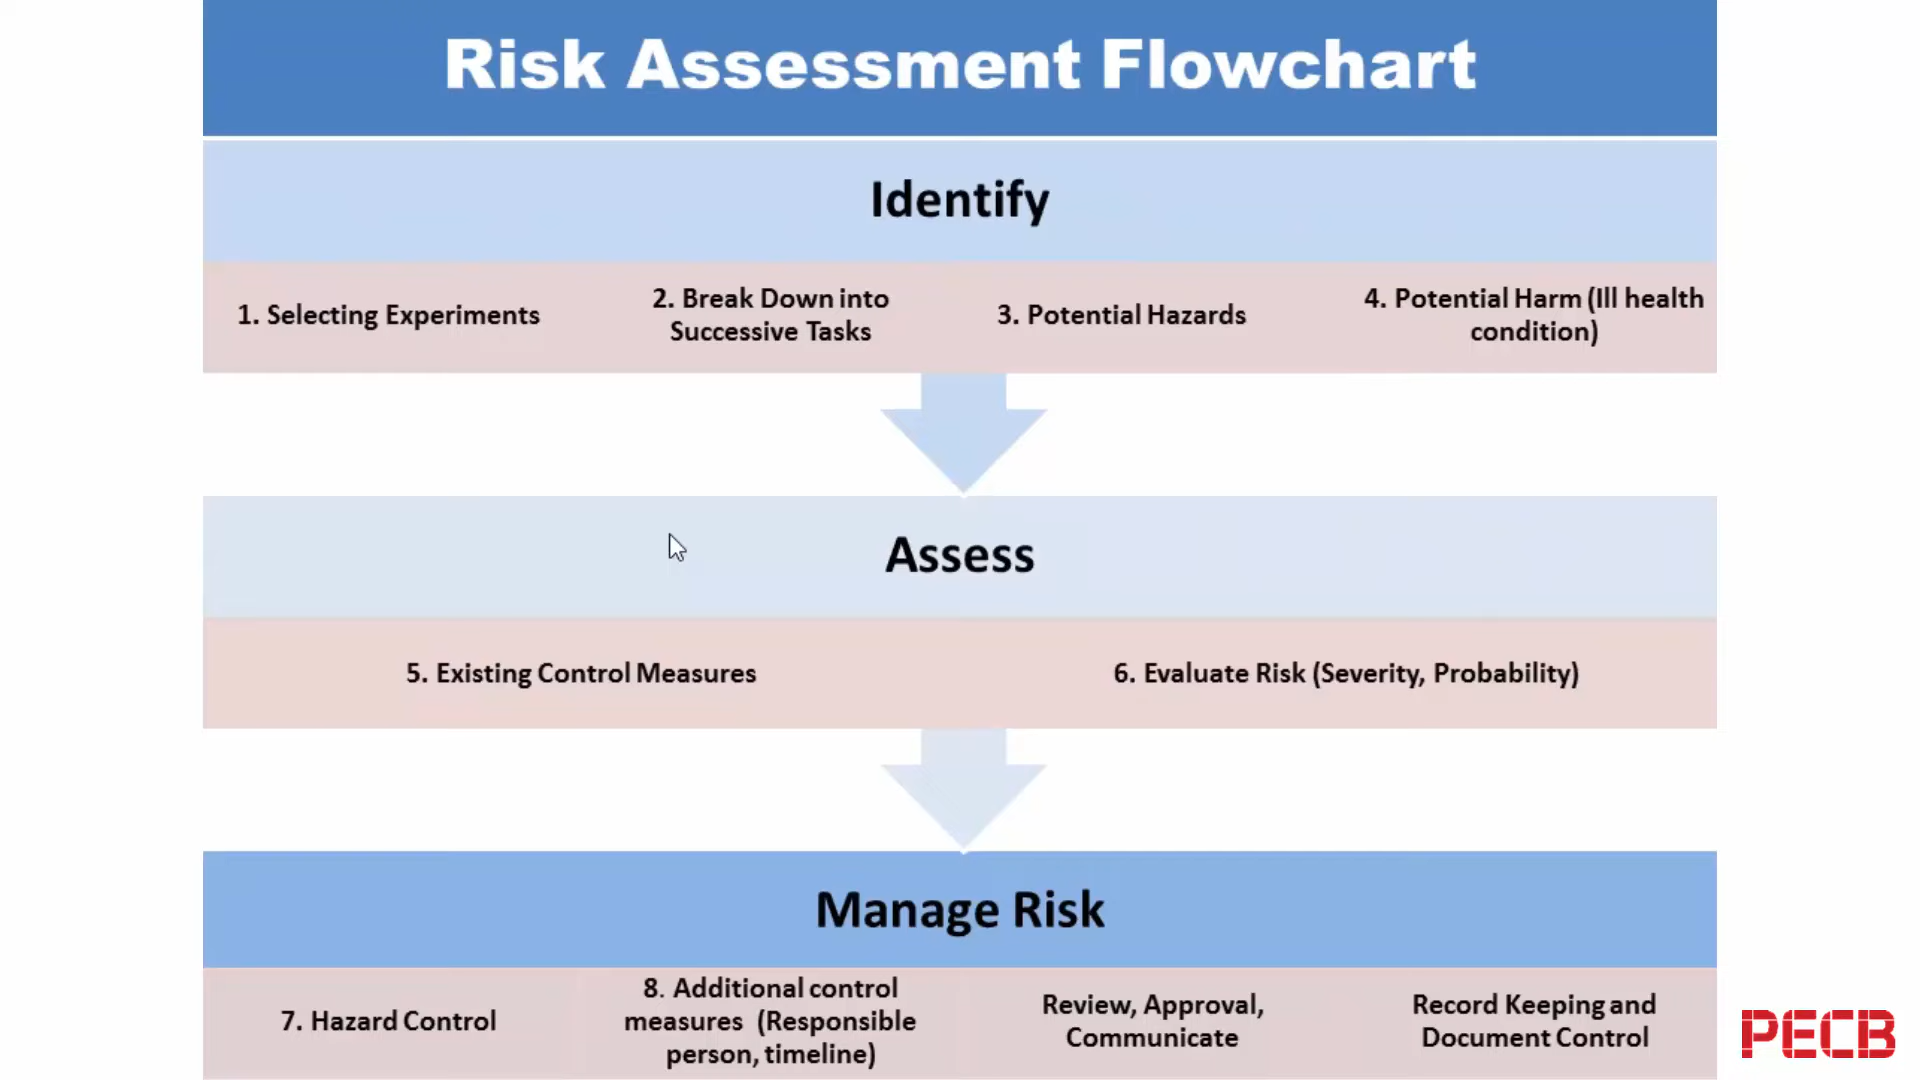 Risk Assessment Flowchart
Identify
1. Selecting Experiments
2. Break Down into
Successive Tasks
3. Potential Hazards
4. Potential Harm (Ill health
condition)
Assess
5. Existing Control Measures
6. Evaluate Risk (Severity, Probability)
Manage Risk
7. Hazard Control
8. Additional control
measures (Responsible
person, timeline)
Review, Approval,
Communicate
Record Keeping and
Document Control
PECB